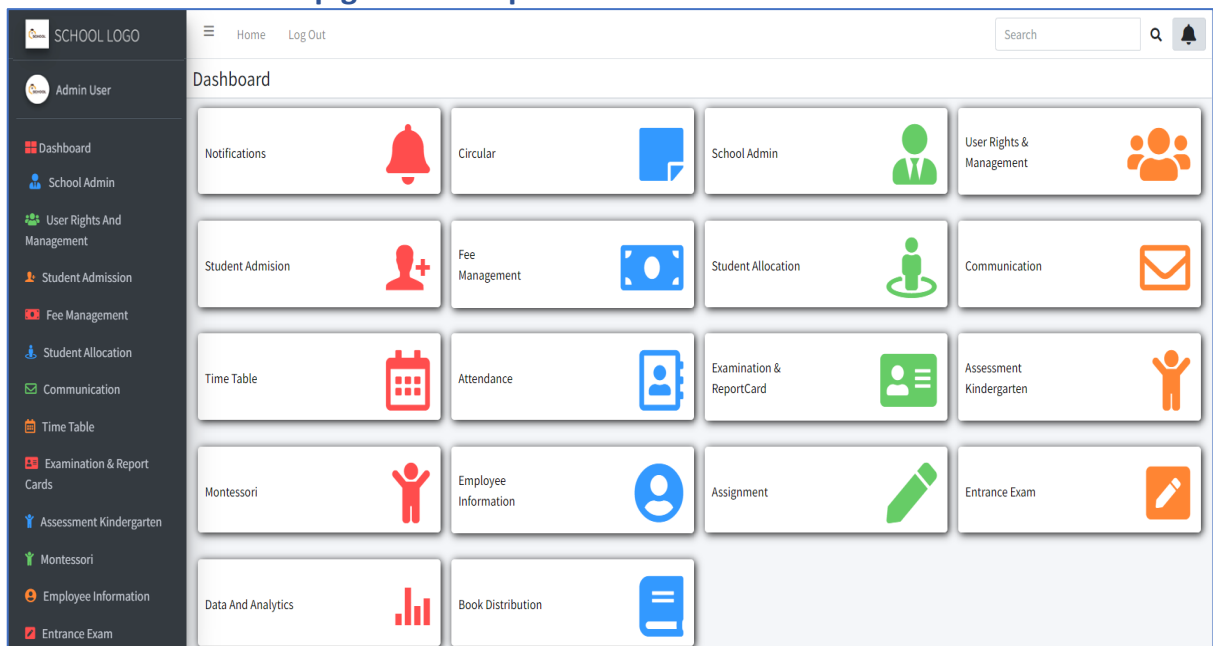 SCHOOL LOGO
Home Log Out
Search
Admin User
Dashboard
Dashboard
School Admin
User Rights And
Management
Student Admission
Fee Management
Student Allocation
Communication
Time Table
Examination & Report
Cards
Assessment Kindergarten
Montessori
Employee Information
Entrance Exam
Notifications
Circular
School Admin
User Rights &
Management
Student Admision
Fee
Management
Student Allocation
Communication
Time Table
Attendance
Examination &
ReportCard
Assessment
Kindergarten
Montessori
Employee
Information
Assignment
Entrance Exam
Data And Analytics
Book Distribution